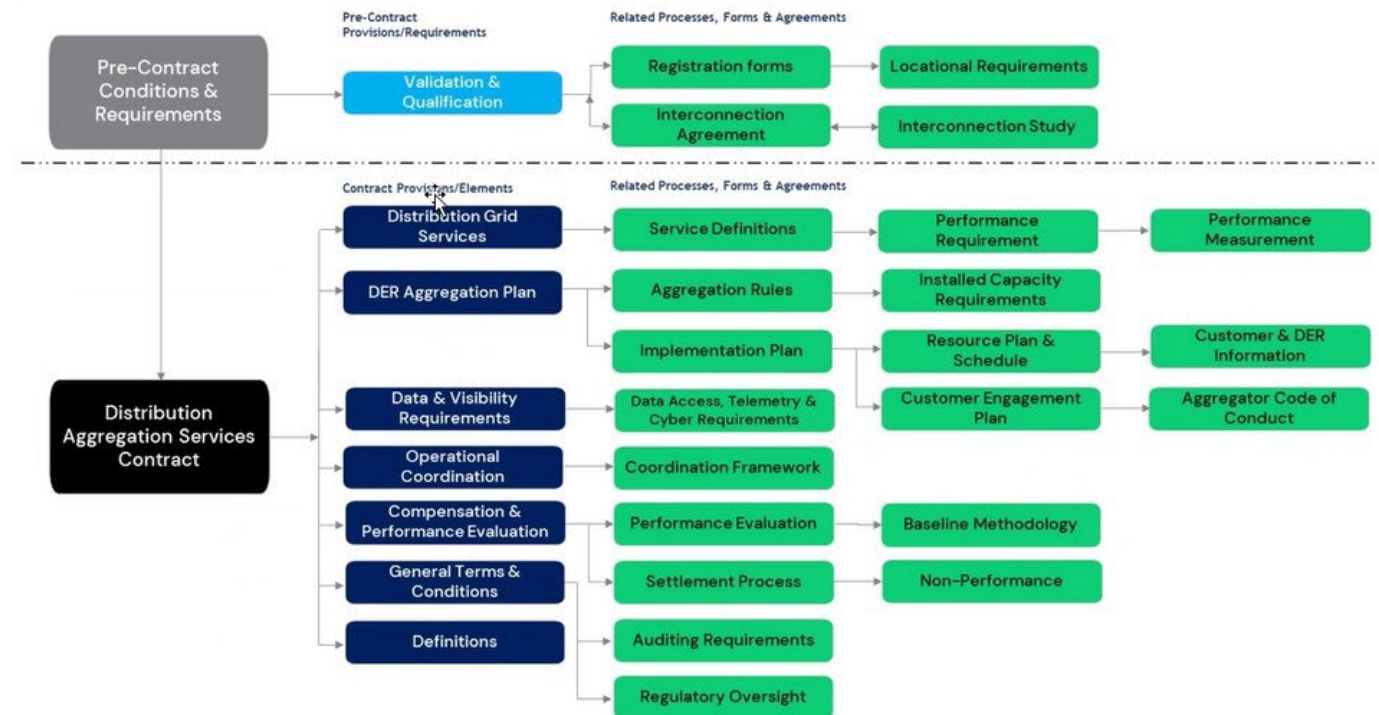 Pre-Contract
Provisions/Requirements
Related Processes, Forms & Agreements
Pre-Contract
Conditions &
Requirements
Validation &
Qualification
Registration forms
Locational Requirements
Interconnection
Agreement
Interconnection Study
Contract Provisions/Elements
Related Processes, Forms & Agreements
Distribution Grid
Services
Service Definitions
Performance
Requirement
Performance
Measurement
DER Aggregation Plan
Aggregation Rules
Installed Capacity
Requirements
Implementation Plan
Resource Plan &
Schedule
Customer & DER
Information
Distribution
Aggregation Services
Contract
Data & Visibility
Requirements
Data Access, Telemetry &
Cyber Requirements
Customer Engagement
Plan
Aggregator Code of
Conduct
Operational
Coordination
Coordination Framework
Compensation &
Performance Evaluation
Performance Evaluation
Baseline Methodology
General Terms &
Conditions
Settlement Process
Non-Performance
Definitions
Auditing Requirements
Regulatory Oversight